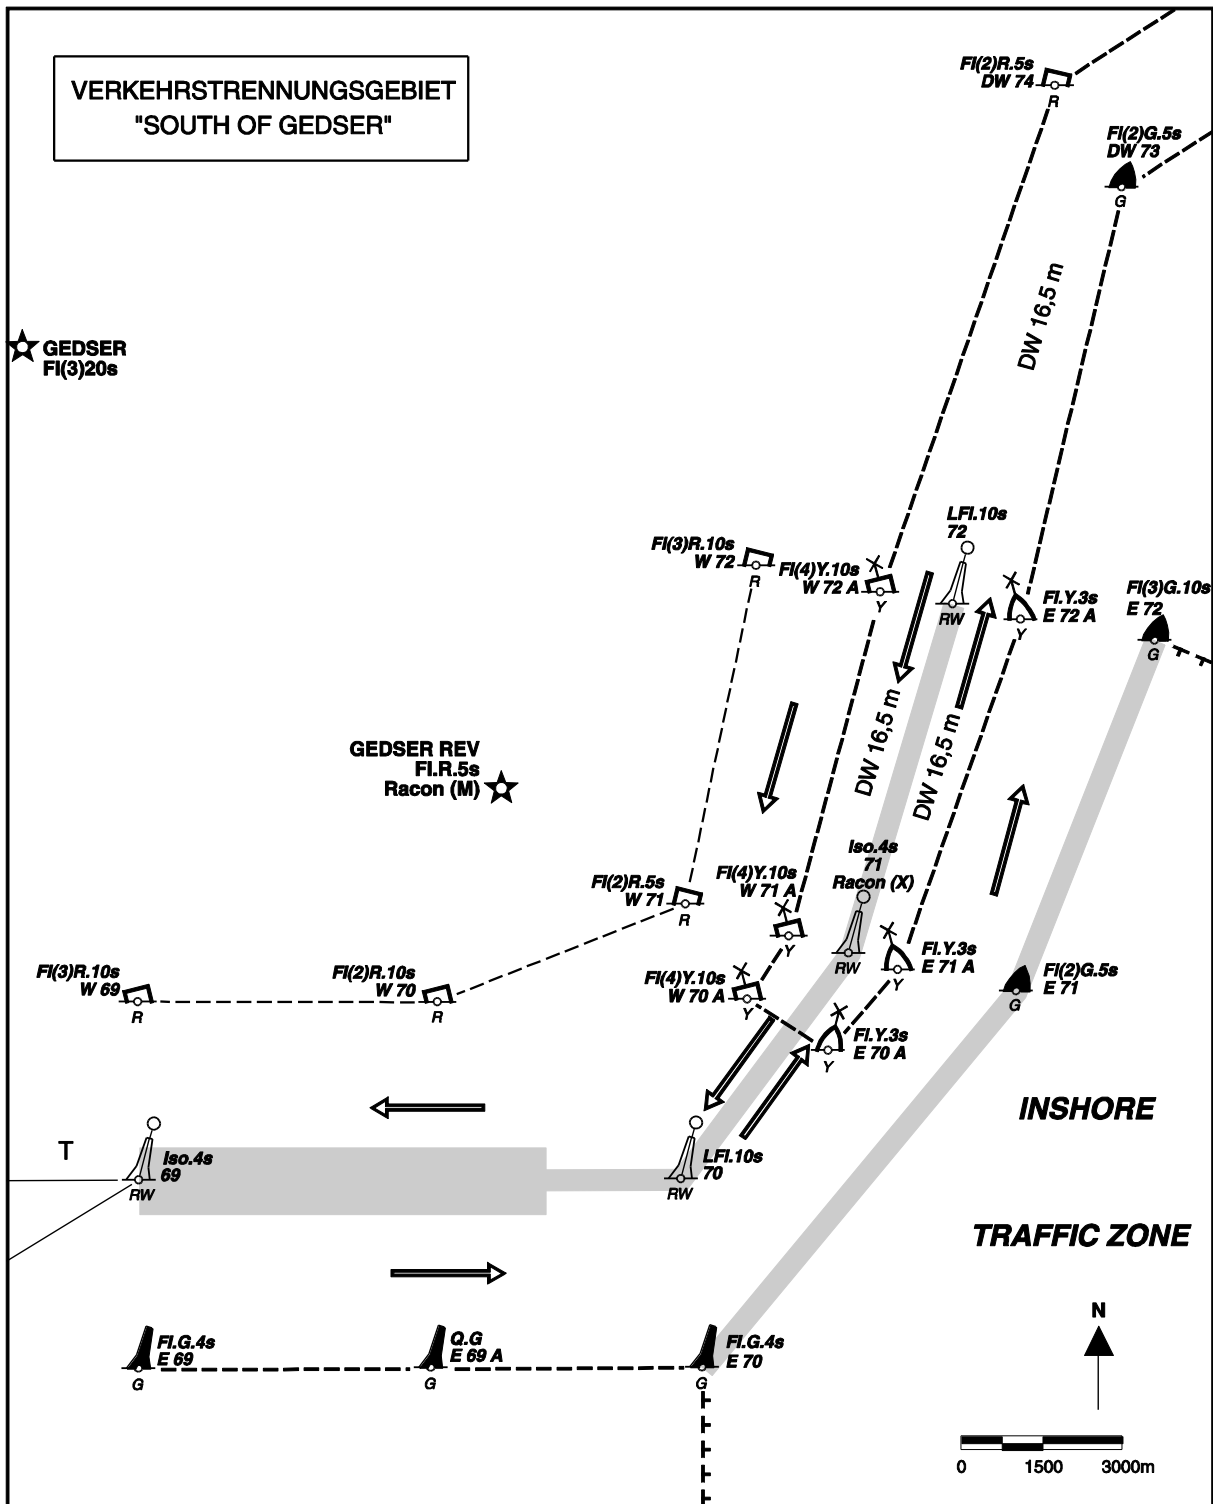 VERKEHRSTRENNUNGSGEBIET
"SOUTH OF GEDSER"
Fl(2)R.5s
DW 74
R
Fl(2)G.5s
DW 73
G
DW 16,5 m
GEDSER
Fl(3)20s
LFl.10s
72
RW
Fl(3)R.10s
W 72
R
Fl(4)Y.10s
W 72 A
Y
Fl.Y.3s
E 72 A
Y
Fl(3)G.10s
E 72
G
DW 16,5 m
DW 16,5 m
GEDSER REV
Fl.R.5s
Racon (M)
Iso.4s
71
Racon (X)
RW
Fl(2)R.5s
W 71
R
Fl(4)Y.10s
W 71 A
Y
Fl.Y.3s
E 71 A
Y
Fl(2)G.5s
E 71
G
Fl(3)R.10s
W 69
R
Fl(2)R.10s
W 70
R
Fl(4)Y.10s
W 70 A
Y
Fl.Y.3s
E 70 A
Y
INSHORE
TRAFFIC ZONE
T
Iso.4s
69
RW
LFl.10s
70
RW
Fl.G.4s
E 69
G
Q.G
E 69 A
G
Fl.G.4s
E 70
G
N
0 1500 3000m